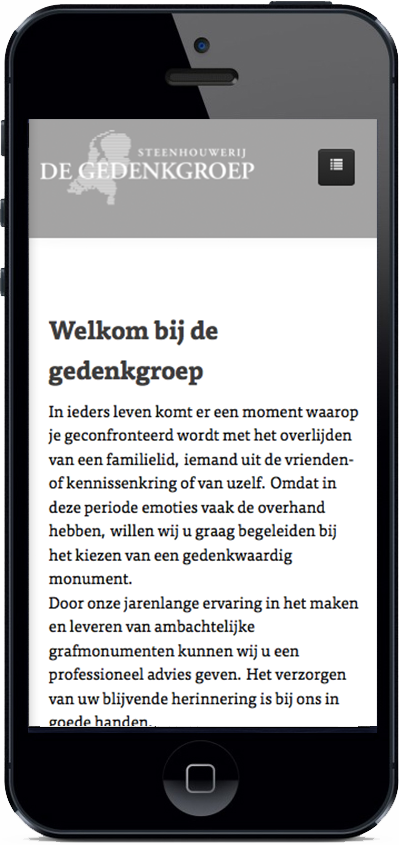 STEENHOUWERIJ
DE GEDENKGROEP
Welkom bij de
gedenkgroep
In ieders leven komt er een moment waarop
je geconfronteerd wordt met het overlijden
van een familielid, iemand uit de vrienden-
of kennissenkring of van uzelf. Omdat in
deze periode emoties vaak de overhand
hebben, willen wij u graag begeleiden bij
het kiezen van een gedenkwaardig
monument.
Door onze jarenlange ervaring in het maken
en leveren van ambachtelijke
grafmonumenten kunnen wij u een
professioneel advies geven. Het verzorgen
van uw blijvende herinnering is bij ons in
goede handen.